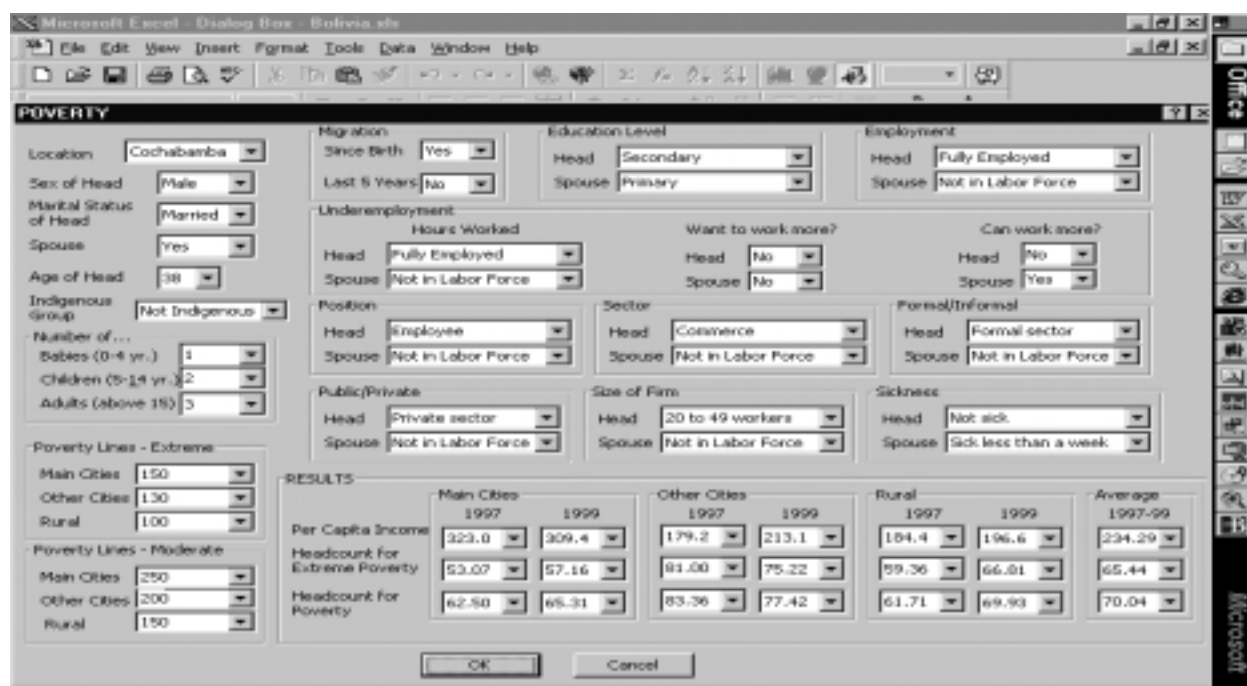 Microsoft Excel - Dialog Box - Bolivia.xls
File Edit View Insert Format Tools Data Window Help
Office
POVERTY
Location Cochabamba
Sex of Head Male
Marital Status
of Head Married
Spouse Yes
Age of Head 38
Indigenous
Group Not Indigenous
Number of...
Babies (0-4 yr.) 1
Children (5-14 yr.) 2
Adults (above 15) 3
Poverty Lines - Extreme
Main Cities 150
Other Cities 130
Rural 100
Poverty Lines - Moderate
Main Cities 250
Other Cities 200
Rural 150
Migration
Since Birth Yes
Last 5 Years No
Education Level
Head Secondary
Spouse Primary
Employment
Head Fully Employed
Spouse Not in Labor Force
Underemployment
Hours Worked Want to work more? Can work more?
Head Fully Employed Head No Head No
Spouse Not in Labor Force Spouse No Spouse Yes
Position
Head Employee
Spouse Not in Labor Force
Sector
Head Commerce
Spouse Not in Labor Force
Formal/Informal
Head Formal sector
Spouse Not in Labor Force
Public/Private
Head Private sector
Spouse Not in Labor Force
Size of Firm
Head 20 to 49 workers
Spouse Not in Labor Force
Sickness
Head Not sick
Spouse Sick less than a week
RESULTS
Main Cities Other Cities Rural Average
1997 1999 1997 1999 1997 1999 1997-99
Per Capita Income 323.0 309.4 179.2 213.1 184.4 196.6 234.29
Headcount for
Extreme Poverty 53.07 57.16 81.00 75.22 59.36 66.01 65.44
Headcount for
Poverty 62.50 65.31 83.36 77.42 61.71 69.93 70.04
OK Cancel
Microsoft